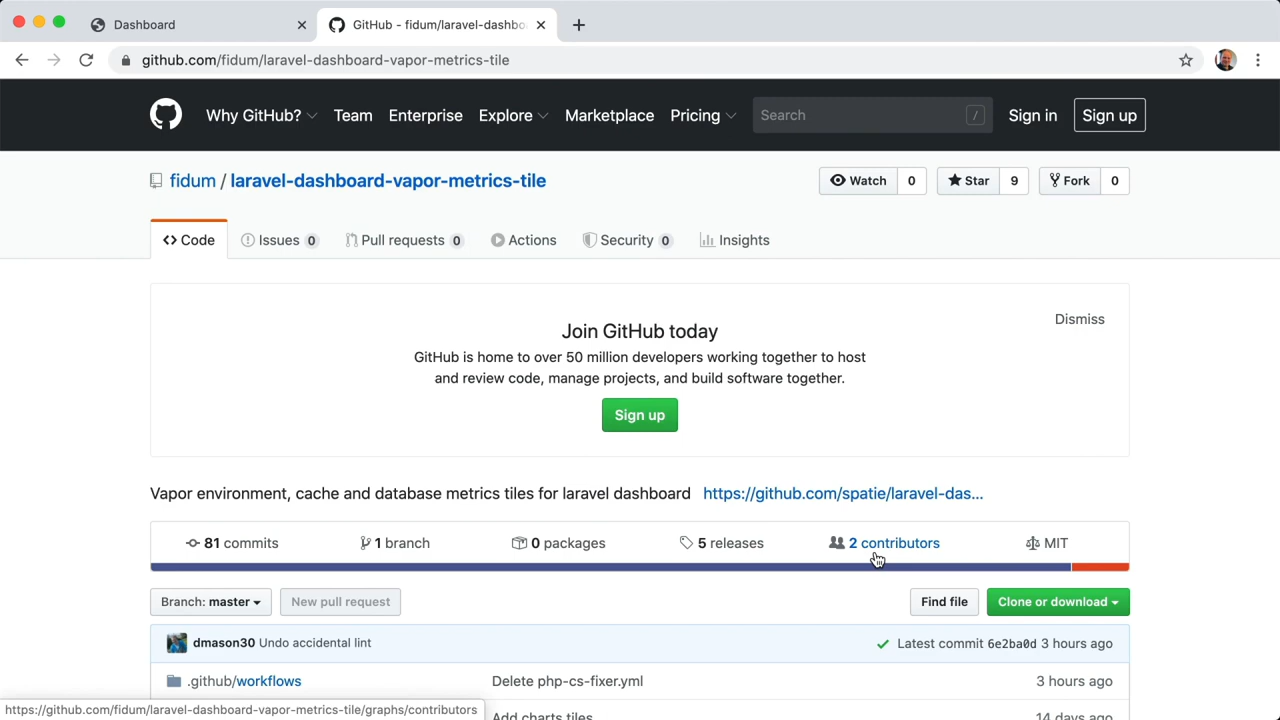 Dashboard
GitHub - fidum/laravel-dashbo
github.com/fidum/laravel-dashboard-vapor-metrics-tile
Why GitHub? Team Enterprise Explore Marketplace Pricing Search / Sign in Sign up
fidum / laravel-dashboard-vapor-metrics-tile
Watch 0 Star 9 Fork 0
<> Code Issues 0 Pull requests 0 Actions Security 0 Insights
Dismiss
Join GitHub today
GitHub is home to over 50 million developers working together to host
and review code, manage projects, and build software together.
Sign up
Vapor environment, cache and database metrics tiles for laravel dashboard https://github.com/spatie/laravel-das...
81 commits 1 branch 0 packages 5 releases 2 contributors MIT
Branch: master New pull request Find file Clone or download
dmason30 Undo accidental lint Latest commit 6e2ba0d 3 hours ago
.github/workflows Delete php-cs-fixer.yml 3 hours ago
https://github.com/fidum/laravel-dashboard-vapor-metrics-tile/graphs/contributors
Add charts tiles 14 days ago